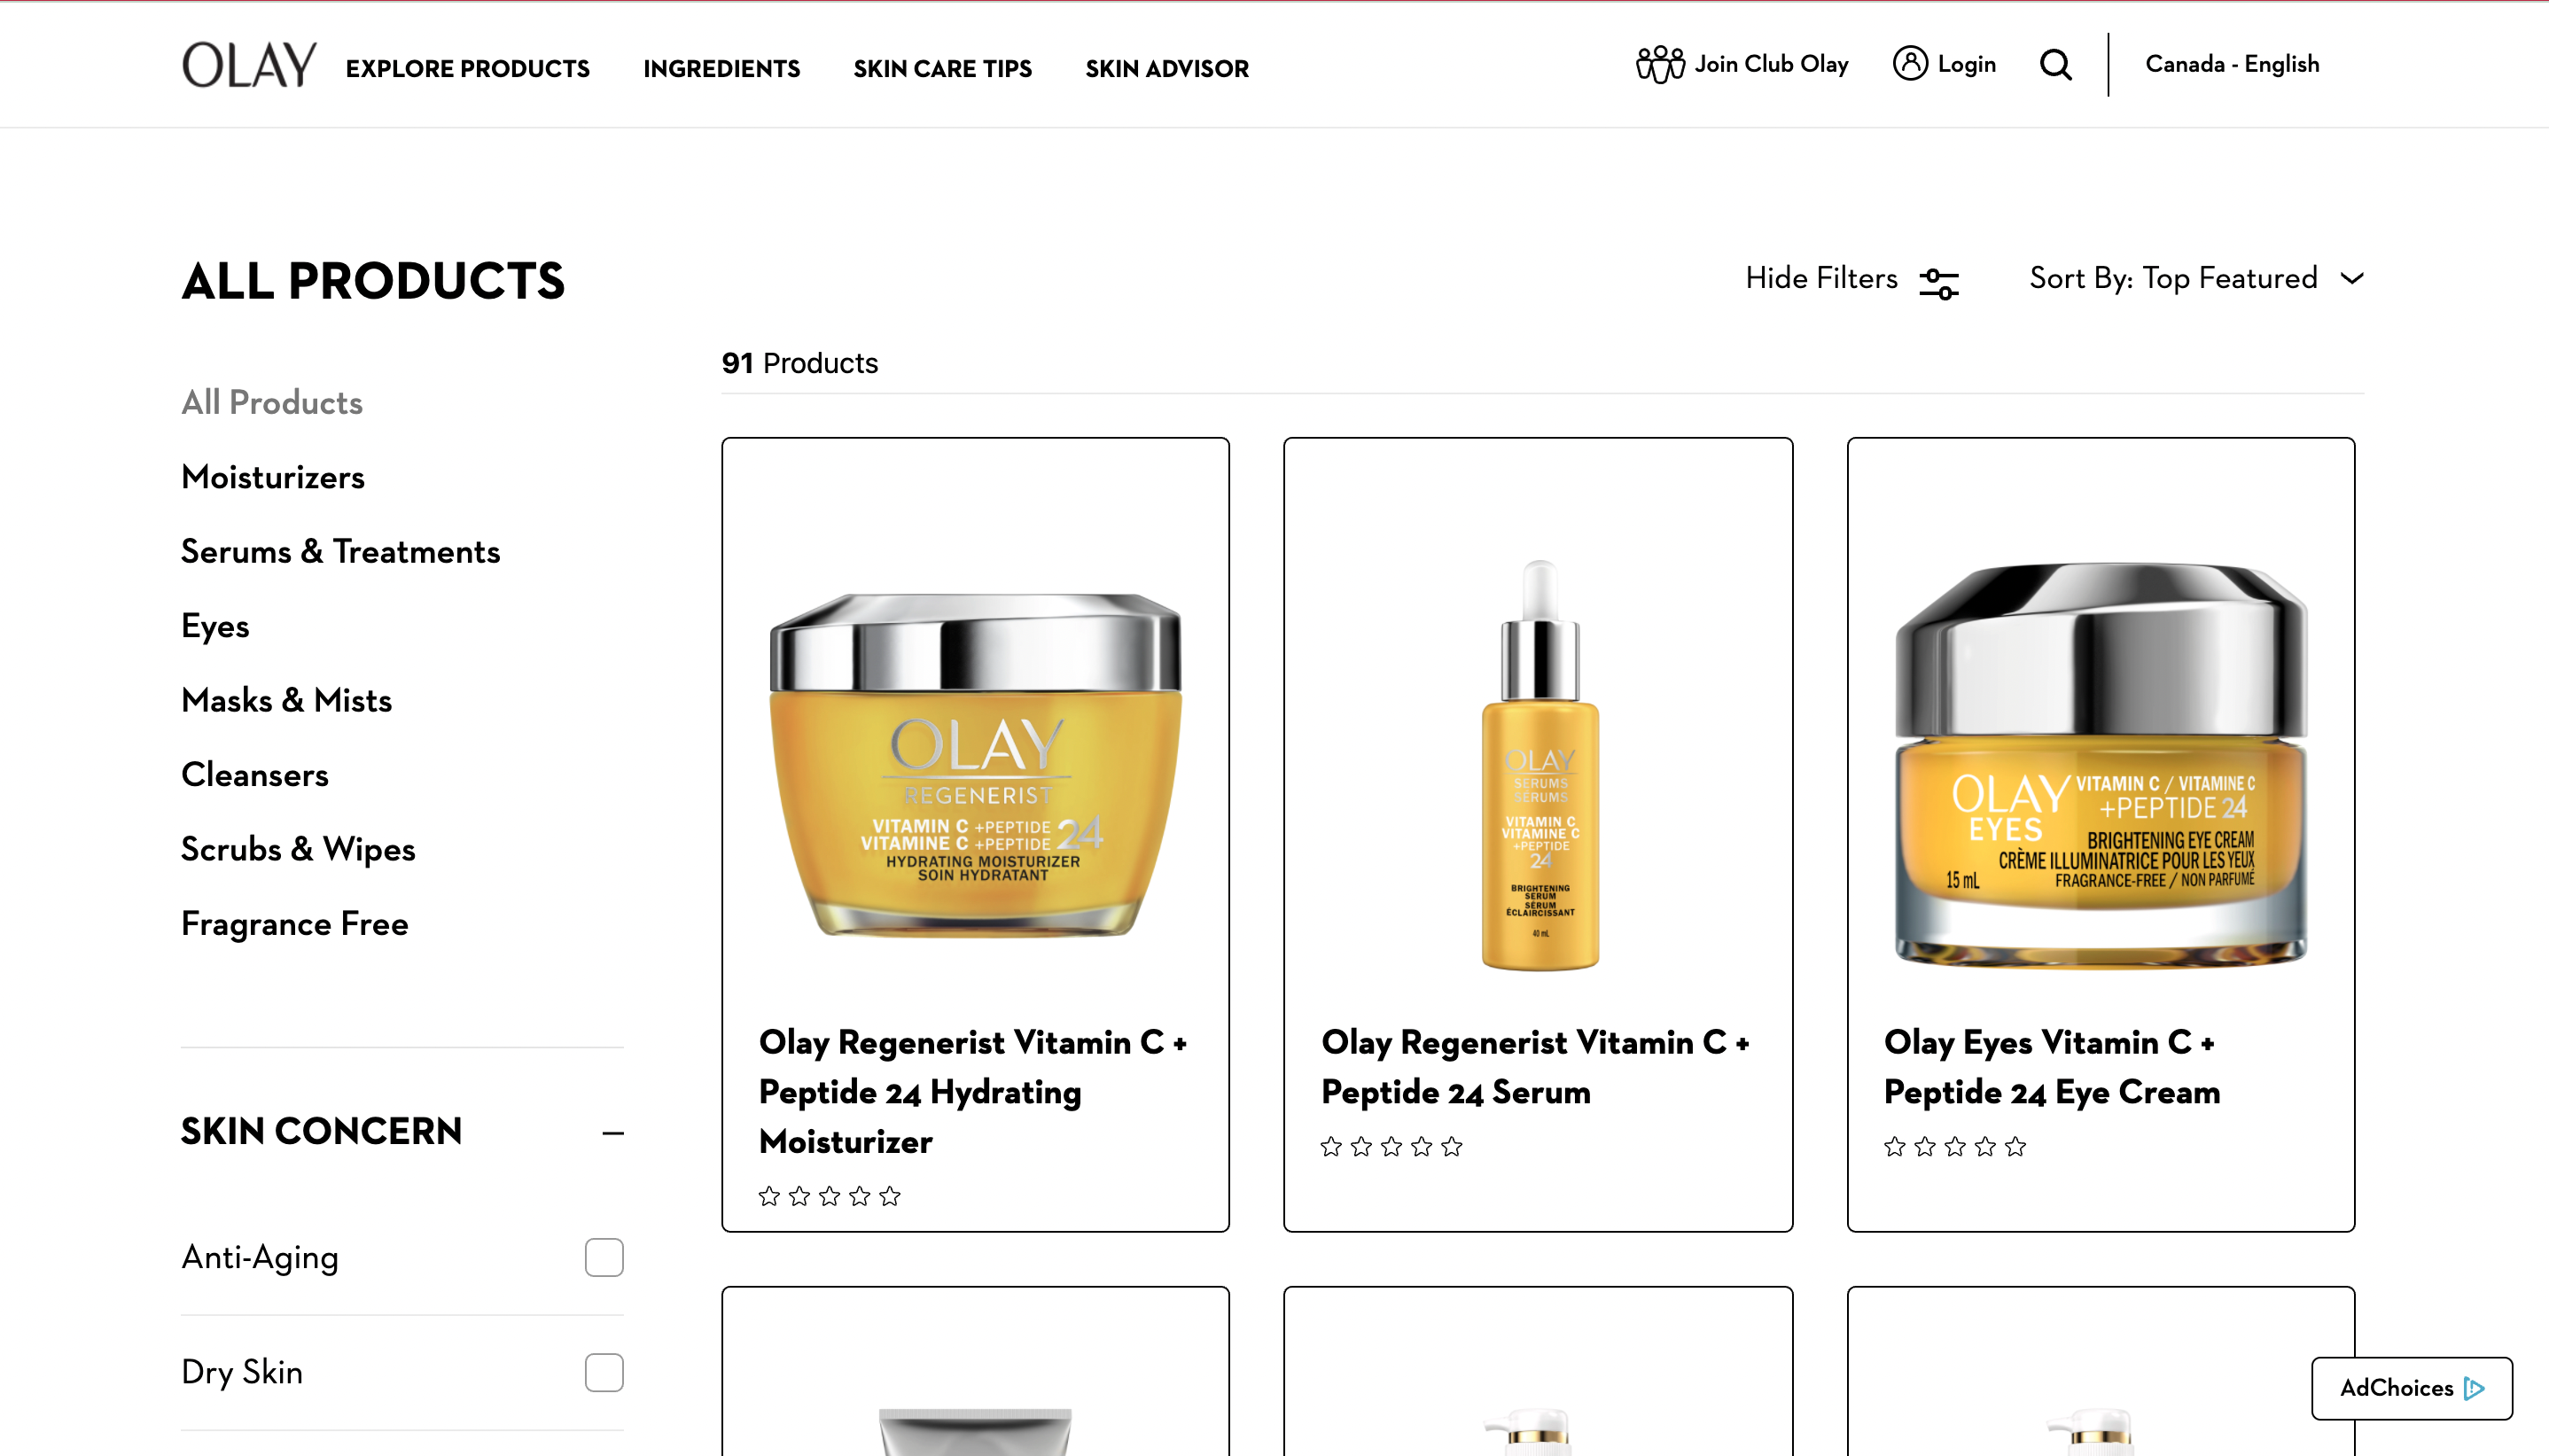 OLAY
EXPLORE PRODUCTS
INGREDIENTS
SKIN CARE TIPS
SKIN ADVISOR
Join Club Olay
Login
Canada - English
ALL PRODUCTS
Hide Filters
Sort By: Top Featured
91 Products
All Products
Moisturizers
Serums & Treatments
Eyes
Masks & Mists
Cleansers
Scrubs & Wipes
Fragrance Free
SKIN CONCERN
Anti-Aging
Dry Skin
OLAY
REGENERIST
VITAMIN C +PEPTIDE
VITAMINE C +PEPTIDE 24
HYDRATING MOISTURIZER
SOIN HYDRATANT
Olay Regenerist Vitamin C +
Peptide 24 Hydrating
Moisturizer
OLAY
SERUMS
SÉRUMS
VITAMIN C
VITAMINE C
+PEPTIDE
24
BRIGHTENING
SERUM
SÉRUM
ÉCLAIRCISSANT
40 mL
Olay Regenerist Vitamin C +
Peptide 24 Serum
OLAY
EYES
VITAMIN C / VITAMINE C
+PEPTIDE 24
BRIGHTENING EYE CREAM
CRÈME ILLUMINATRICE POUR LES YEUX
15 mL
FRAGRANCE-FREE / NON PARFUMÉ
Olay Eyes Vitamin C +
Peptide 24 Eye Cream
AdChoices